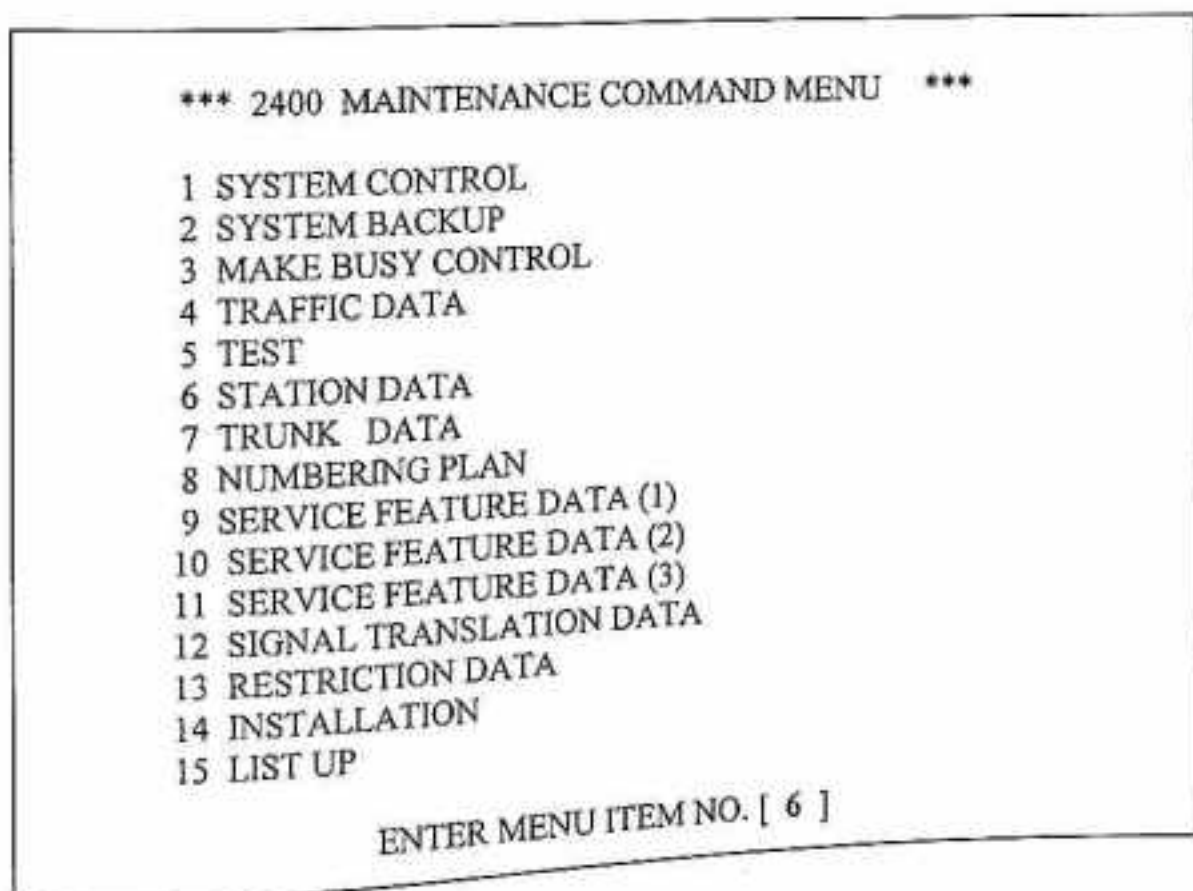 *** 2400 MAINTENANCE COMMAND MENU ***
1 SYSTEM CONTROL
2 SYSTEM BACKUP
3 MAKE BUSY CONTROL
4 TRAFFIC DATA
5 TEST
6 STATION DATA
7 TRUNK DATA
8 NUMBERING PLAN
9 SERVICE FEATURE DATA (1)
10 SERVICE FEATURE DATA (2)
11 SERVICE FEATURE DATA (3)
12 SIGNAL TRANSLATION DATA
13 RESTRICTION DATA
14 INSTALLATION
15 LIST UP
ENTER MENU ITEM NO. [ 6 ]